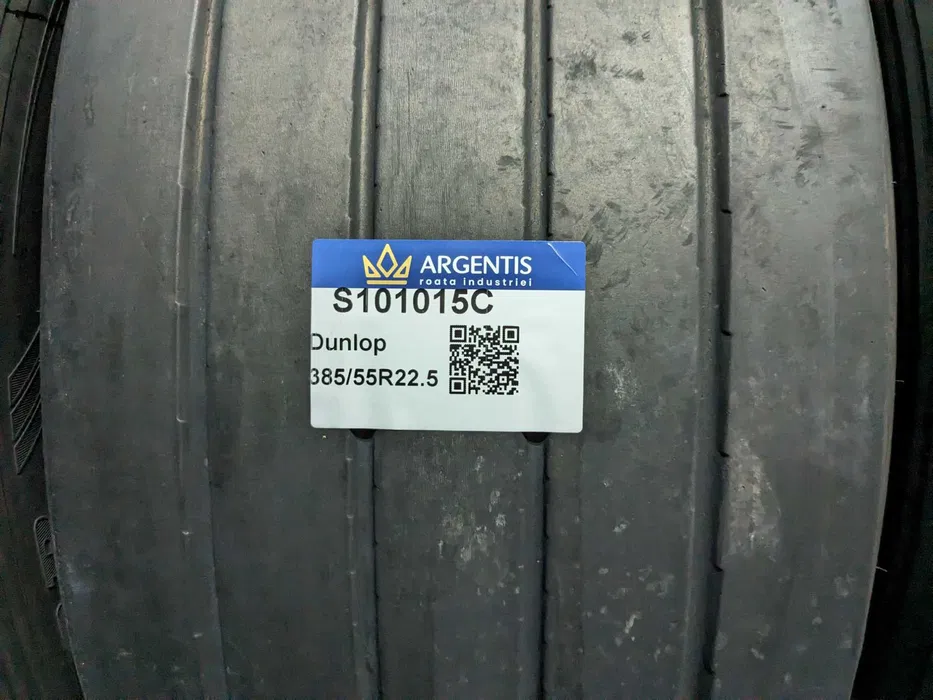 ARGENTIS
roata industriei
S101015C
Dunlop
385/55R22.5